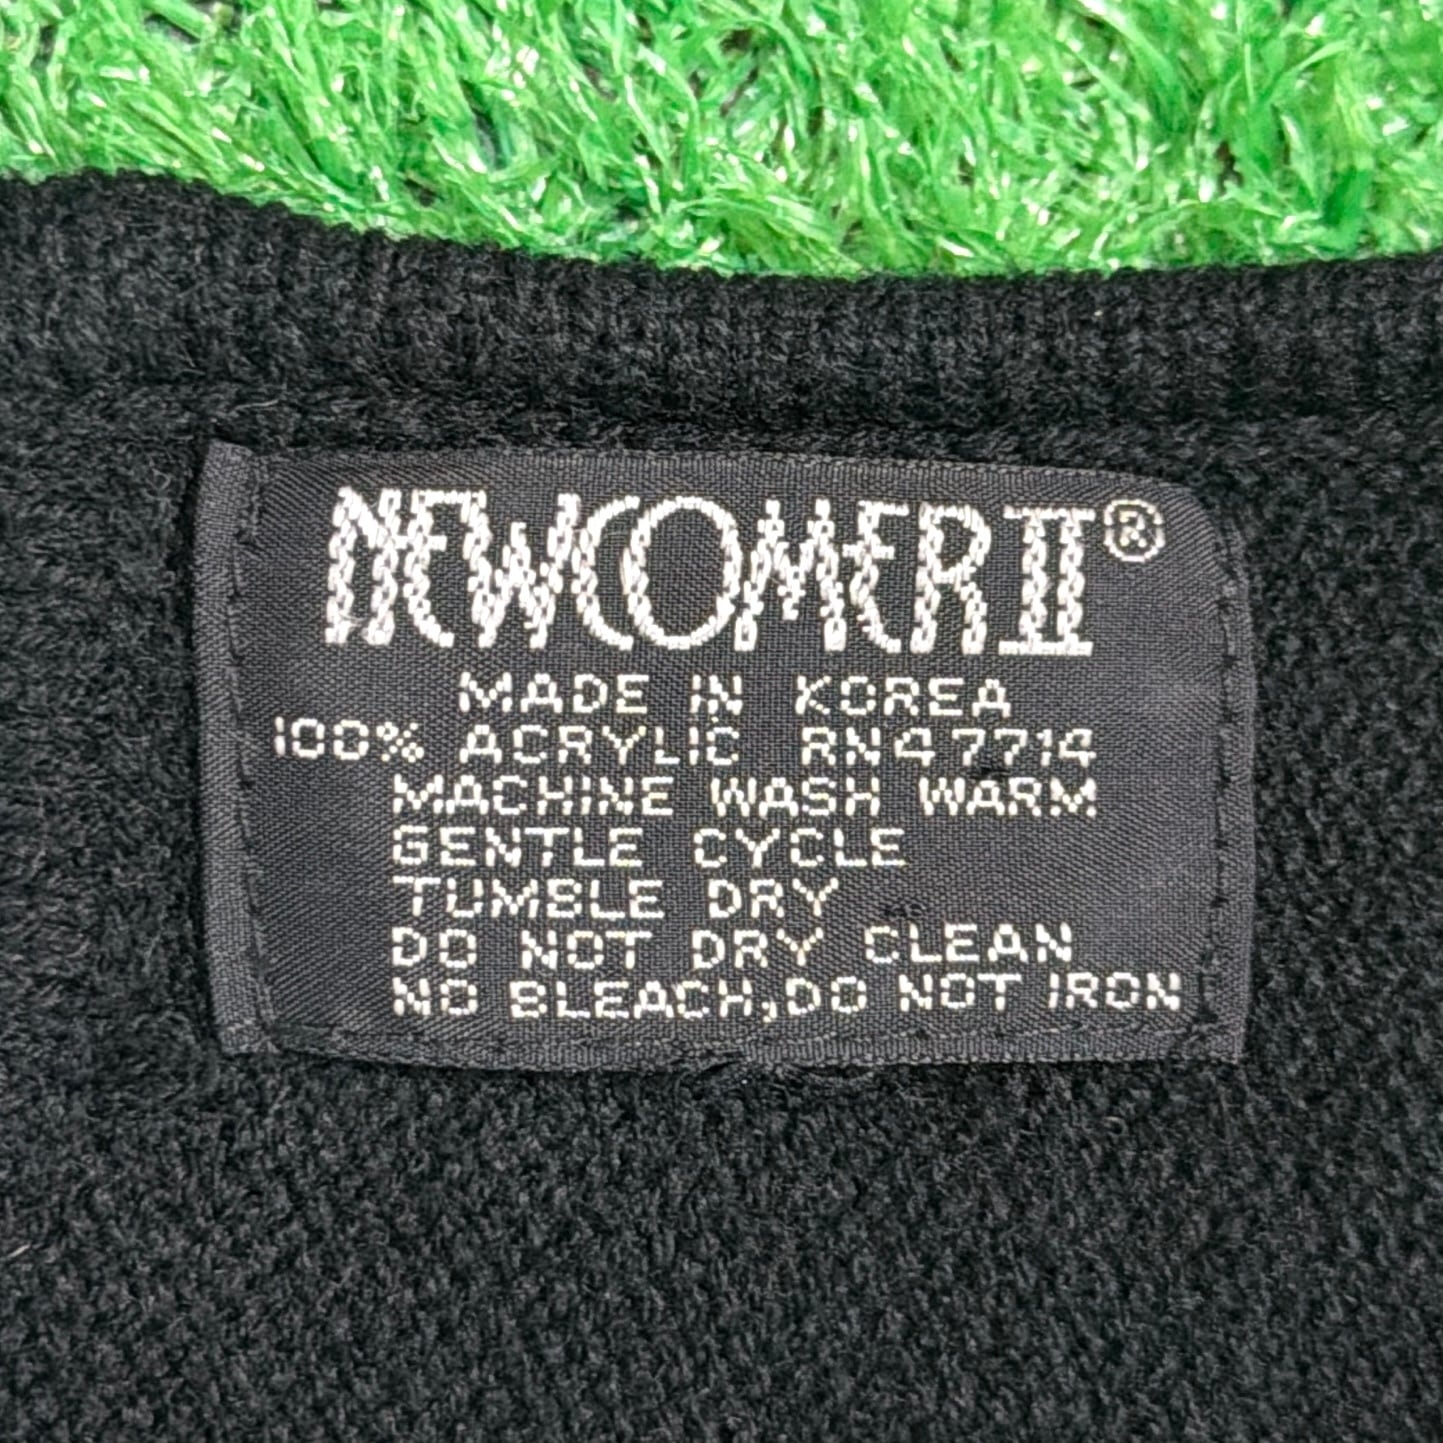 NEWCOMER II®
MADE IN KOREA
100% ACRYLIC RN47714
MACHINE WASH WARM
GENTLE CYCLE
TUMBLE DRY
DO NOT DRY CLEAN
NO BLEACH,DO NOT IRON